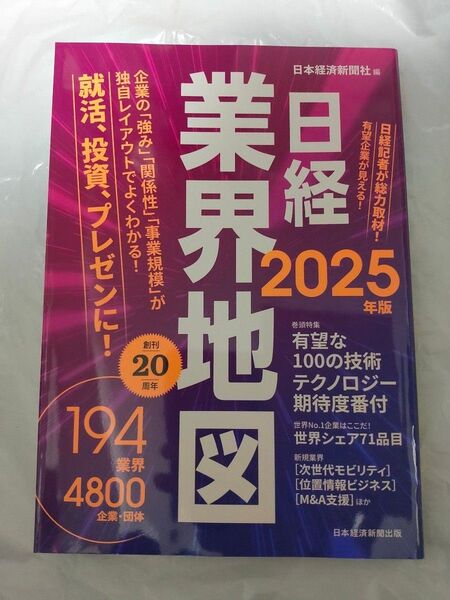 日本経済新聞社 編
日経
業界地図
2025
年版
日経記者が総力取材!
有望企業が見える!
企業の「強み」「関係性」「事業規模」が
独自レイアウトでよくわかる!
就活、投資、プレゼンに!
創刊
20
周年
194
業界
4800
企業・団体
巻頭特集
有望な
100の技術
テクノロジー
期待度番付
世界No.1企業はここだ!
世界シェア71品目
新規業界
[次世代モビリティ]
[位置情報ビジネス]
[M&A支援]ほか
日本経済新聞出版